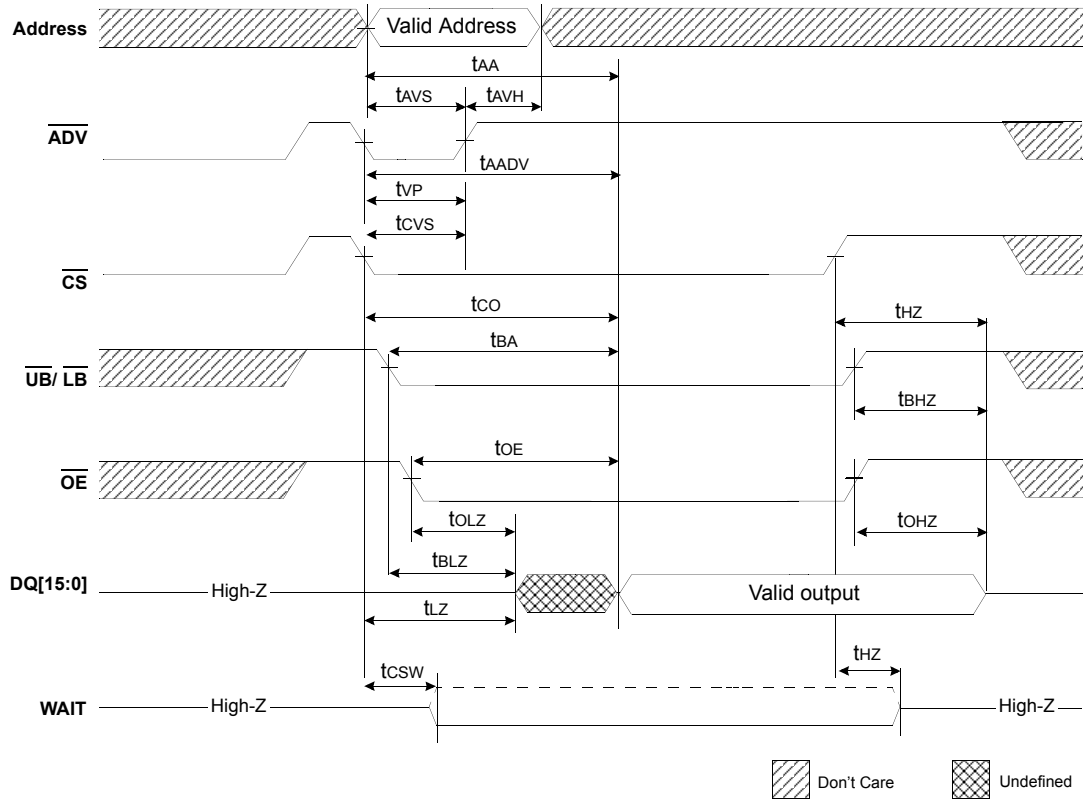 Address
Valid Address
tAA
tAVS
tAVH
ADV
tAADV
tVP
tCVS
CS
tCO
tHZ
tBA
UB/ LB
tBHZ
tOE
OE
tOLZ
tOHZ
tBLZ
DQ[15:0]
High-Z
Valid output
tLZ
tHZ
tCSW
WAIT
High-Z
High-Z
Don't Care
Undefined